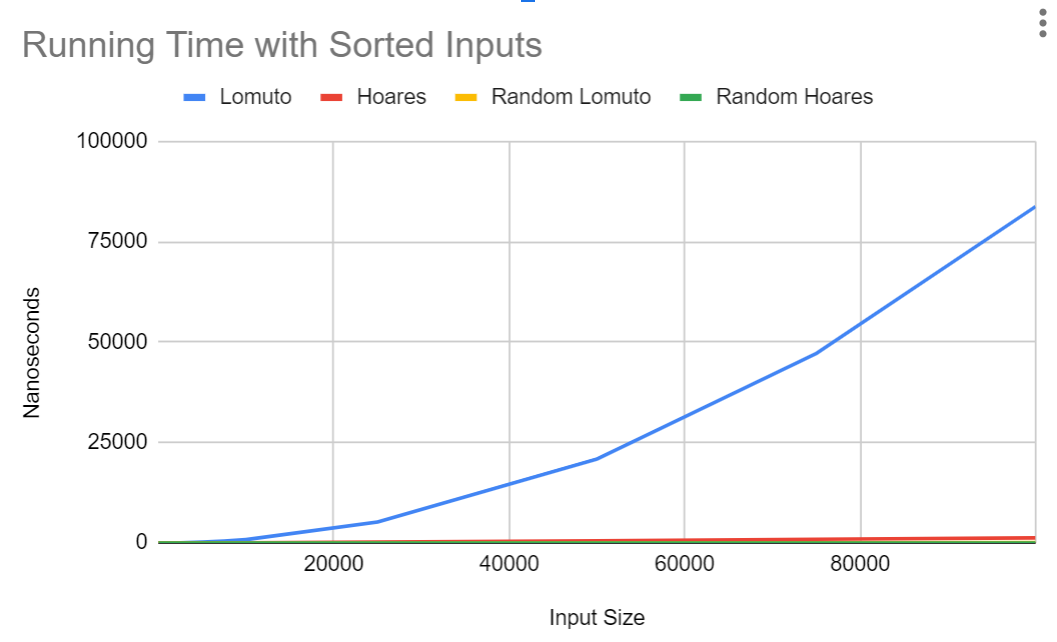 Running Time with Sorted Inputs
Lomuto Hoares Random Lomuto Random Hoares
100000
75000
50000
25000
0
Nanoseconds
20000 40000 60000 80000
Input Size